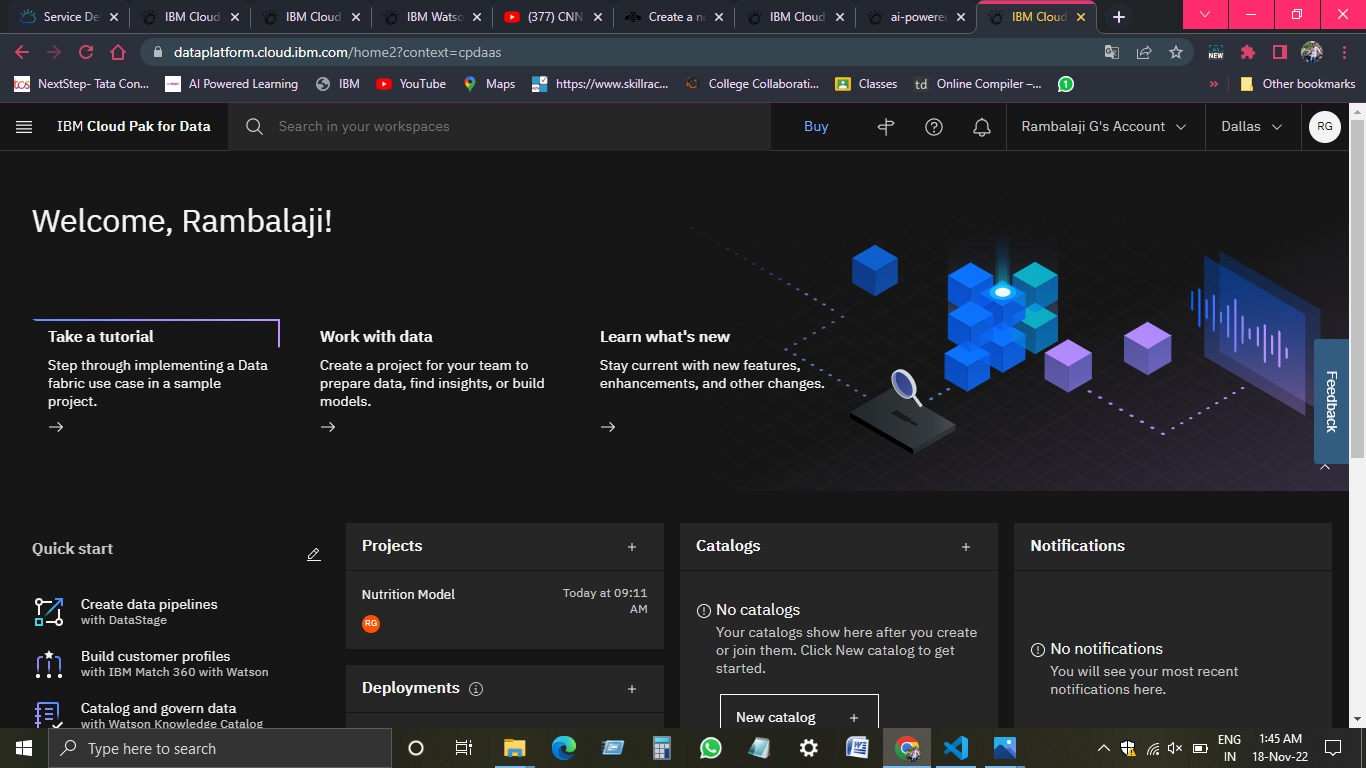 Service De
IBM Cloud
IBM Cloud
IBM Watso
(377) CNN
Create a no
IBM Cloud
ai-powered
IBM Cloud
dataplatform.cloud.ibm.com/home2?context=cpdaas
NEW
tcs NextStep- Tata Con...
AI Powered Learning
IBM
YouTube
Maps
https://www.skillrac...
College Collaborati...
Classes
td Online Compiler –...
1
» Other bookmarks
IBM Cloud Pak for Data
Search in your workspaces
Buy
Rambalaji G's Account
Dallas
RG
Welcome, Rambalaji!
Take a tutorial
Step through implementing a Data
fabric use case in a sample
project.
Work with data
Create a project for your team to
prepare data, find insights, or build
models.
Learn what's new
Stay current with new features,
enhancements, and other changes.
Feedback
Quick start
Create data pipelines
with DataStage
Build customer profiles
with IBM Match 360 with Watson
Catalog and govern data
with Watson Knowledge Catalog
Projects
Nutrition Model
Today at 09:11
AM
RG
Deployments
Catalogs
No catalogs
Your catalogs show here after you create
or join them. Click New catalog to get
started.
New catalog +
Notifications
No notifications
You will see your most recent
notifications here.
Type here to search
ENG
IN
1:45 AM
18-Nov-22